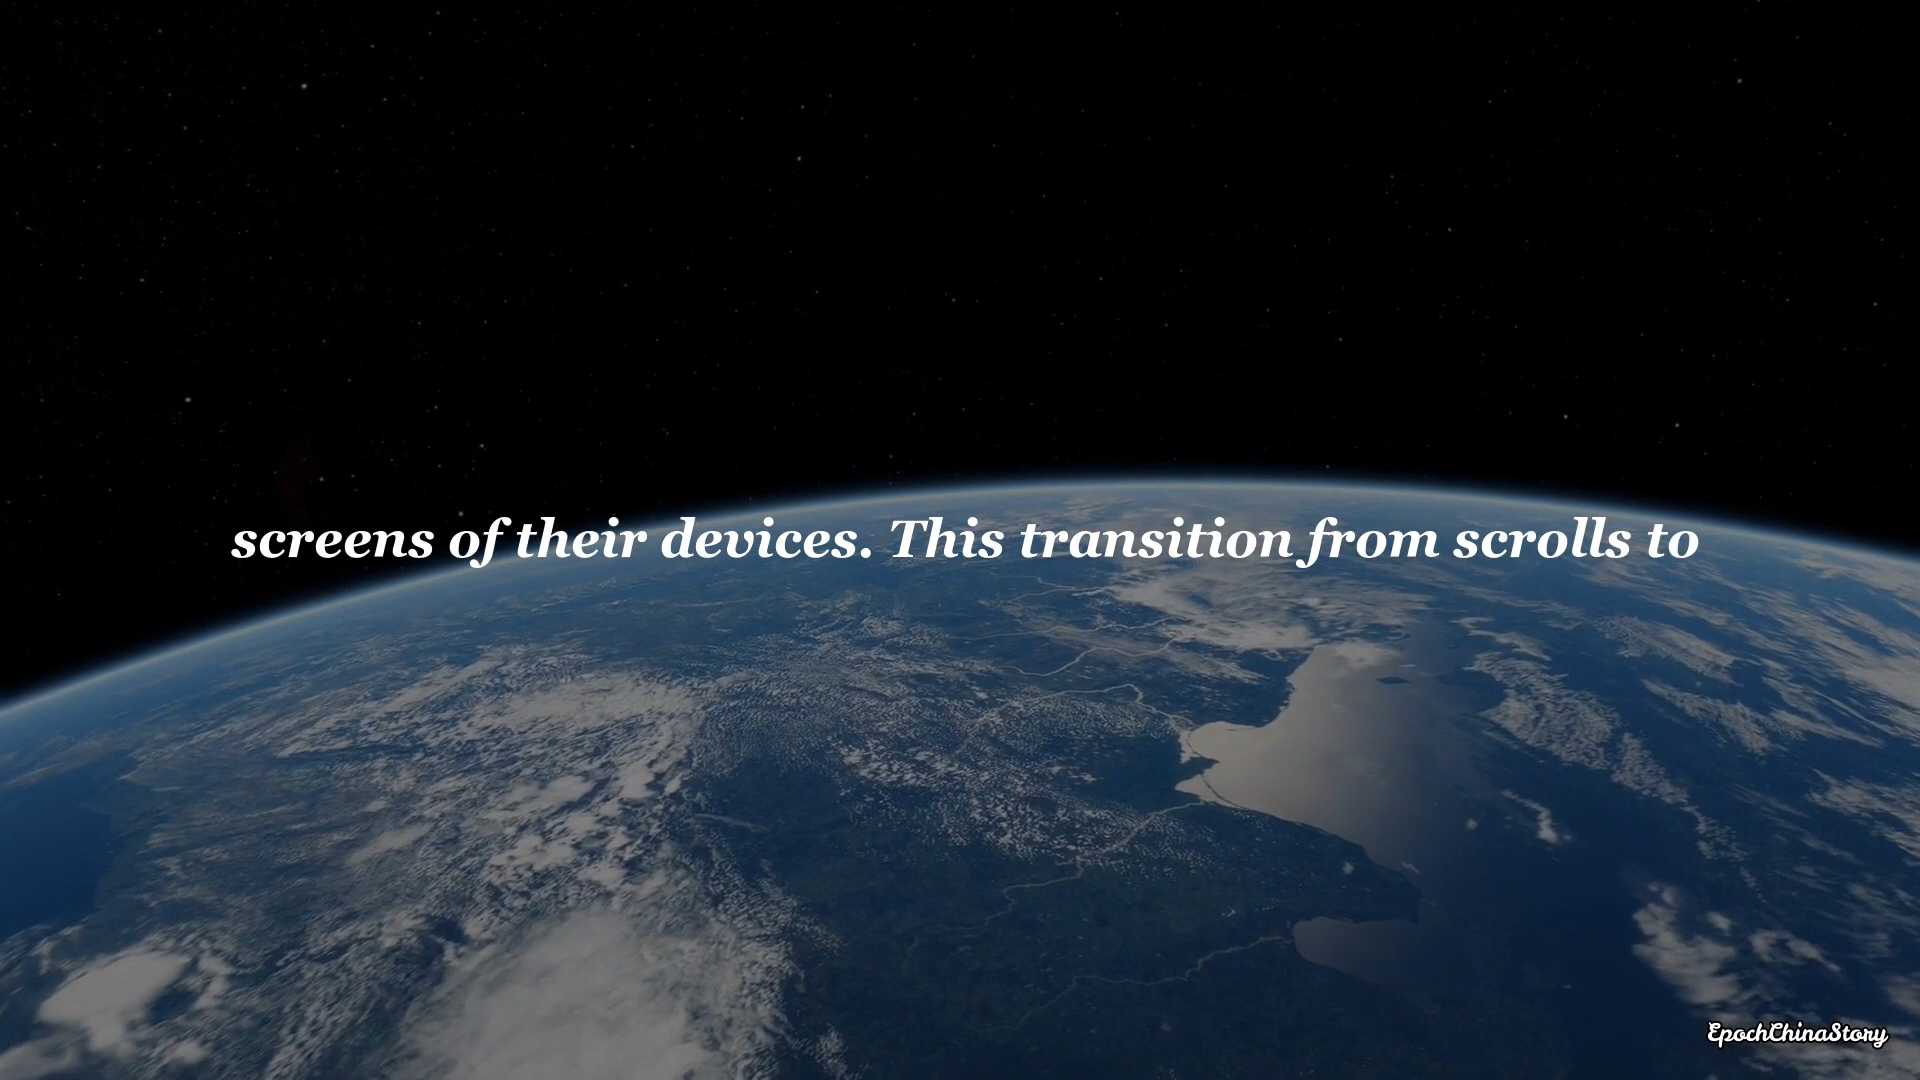 screens of their devices. This transition from scrolls to
EpochChinaStory